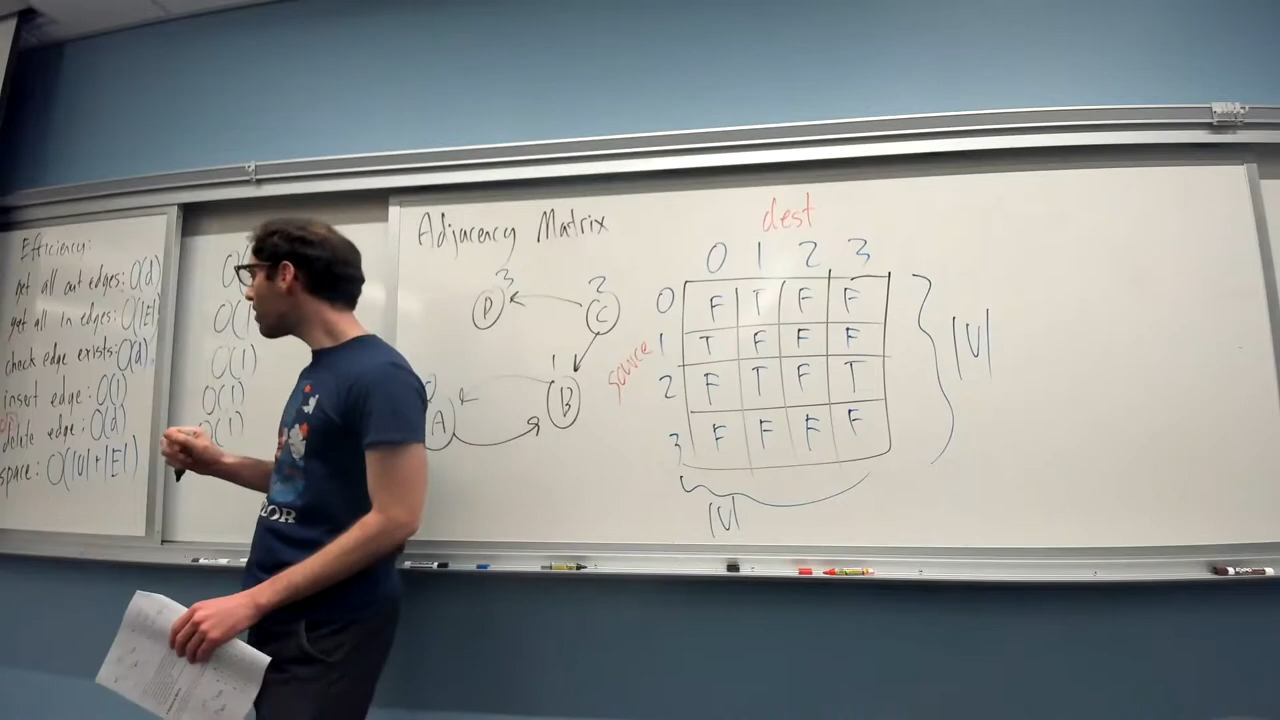 Efficiency:
get all out edges: O(d)
get all in edges: O(|E|)
check edge exists: O(d)
insert edge: O(1)
delete edge: O(d)
space: O(|V|+|E|)
O(1)
O(1)
O(1)
Adjacency Matrix
3
D
2
C
1
B
A
dest
0 1 2 3
source
0 F T F F
1 T F F F
2 F T F T
3 F F F F
|V|
|V|